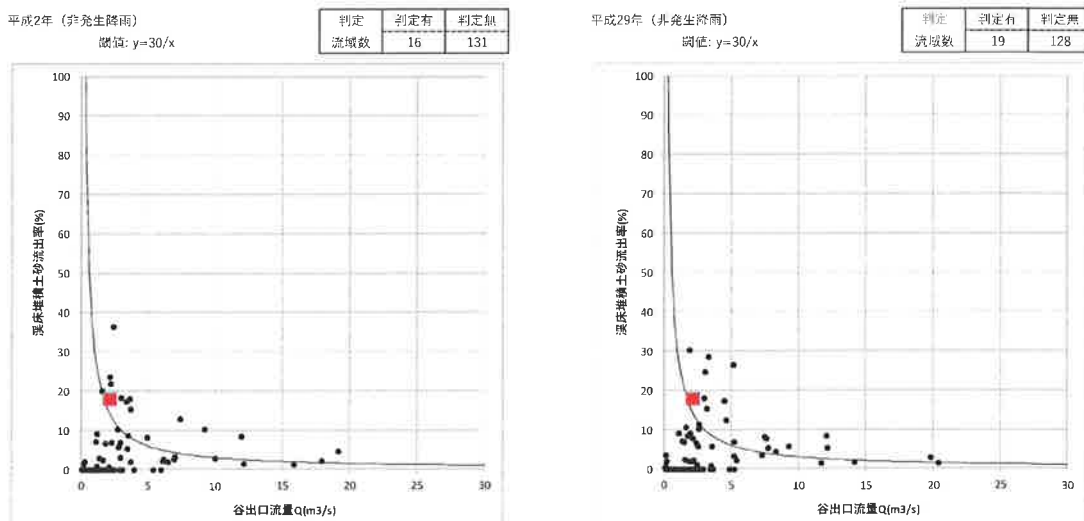 平成2年（非発生降雨）
閾値: y=30/x
判定 判定有 判定無
流域数 16 131
渓床堆積土砂流出率(%)
100
90
80
70
60
50
40
30
20
10
0
0 5 10 15 20 25 30
谷出口流量Q(m3/s)
平成29年（非発生降雨）
閾値: y=30/x
判定 判定有 判定無
流域数 19 128
渓床堆積土砂流出率(%)
100
90
80
70
60
50
40
30
20
10
0
0 5 10 15 20 25 30
谷出口流量Q(m3/s)